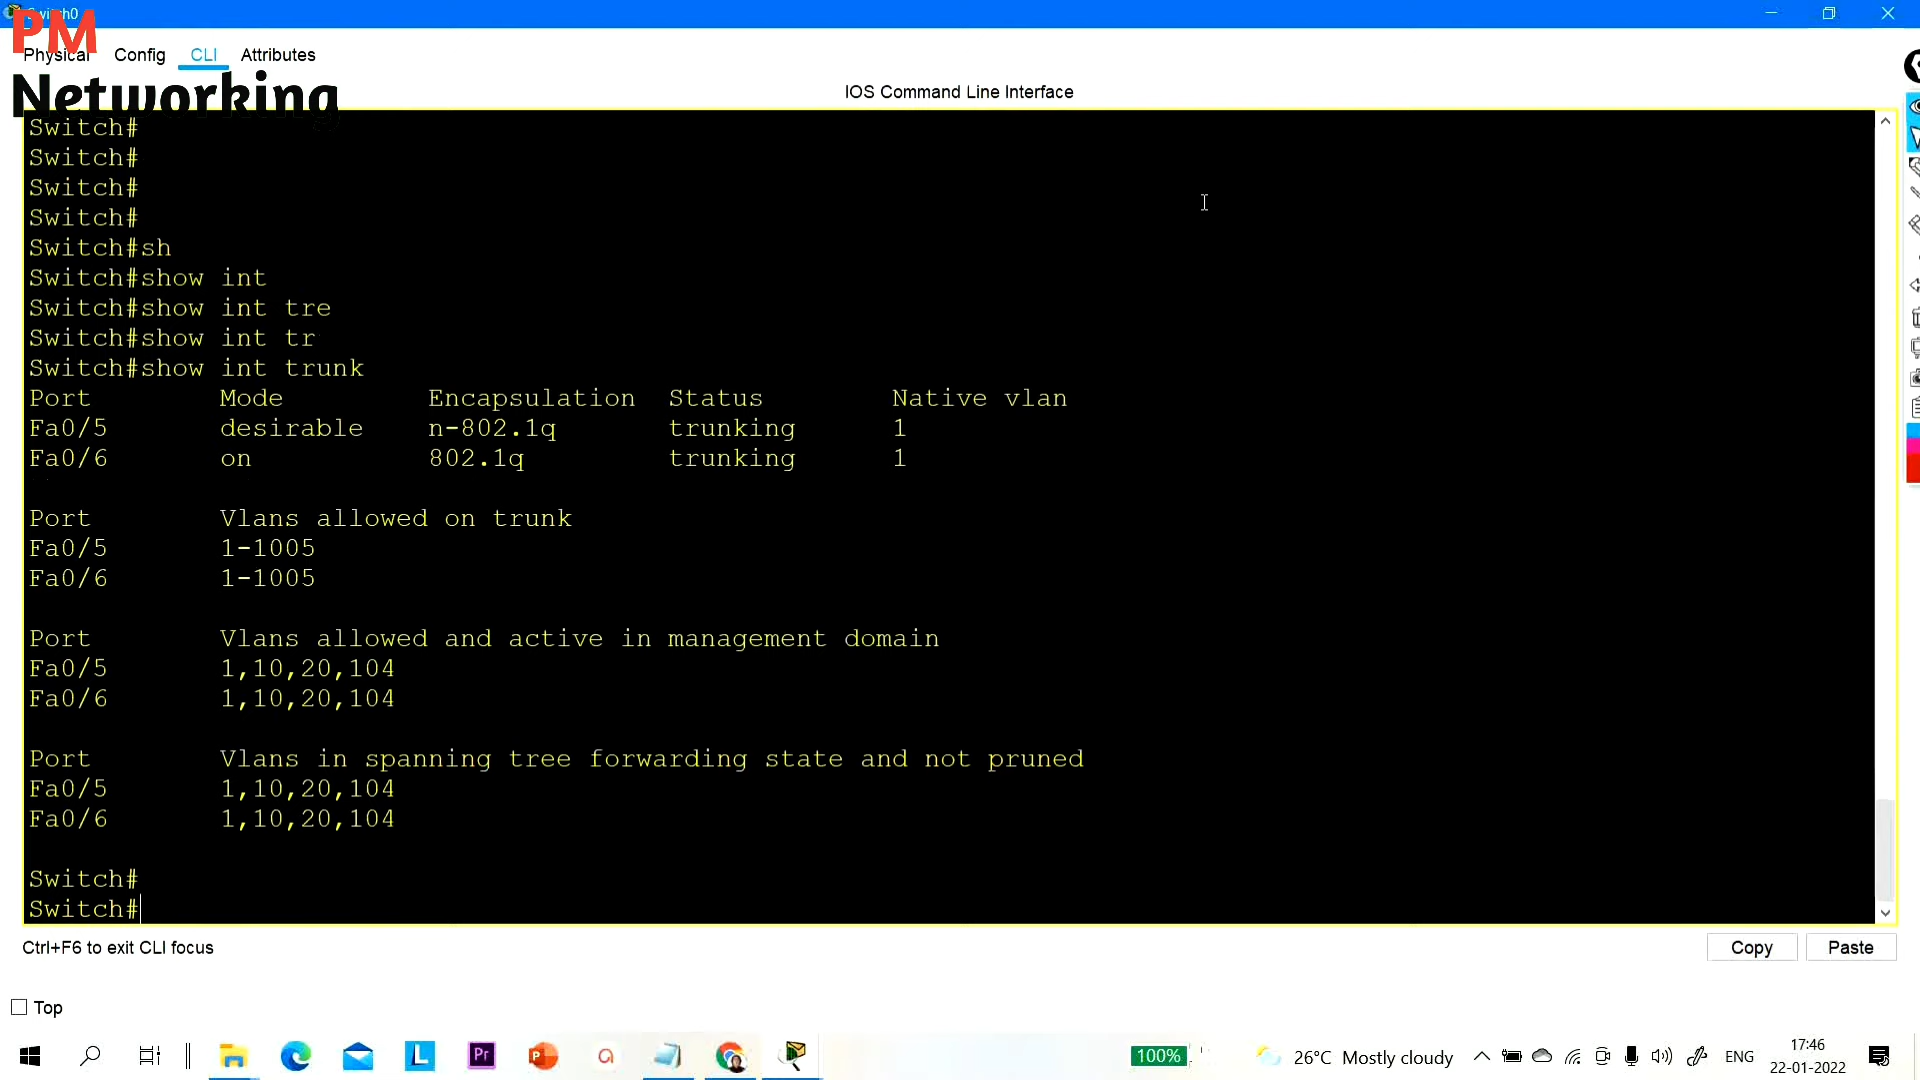 Switch0
PM
Physical Config CLI Attributes
Networking
IOS Command Line Interface
Switch#
Switch#
Switch#
Switch#
Switch#sh
Switch#show int
Switch#show int tre
Switch#show int tr
Switch#show int trunk
Port Mode Encapsulation Status Native vlan
Fa0/5 desirable n-802.1q trunking 1
Fa0/6 on 802.1q trunking 1
Port Vlans allowed on trunk
Fa0/5 1-1005
Fa0/6 1-1005
Port Vlans allowed and active in management domain
Fa0/5 1,10,20,104
Fa0/6 1,10,20,104
Port Vlans in spanning tree forwarding state and not pruned
Fa0/5 1,10,20,104
Fa0/6 1,10,20,104
Switch#
Switch#
Ctrl+F6 to exit CLI focus
Copy Paste
Top
L Pr P a 100% 26°C Mostly cloudy ENG 17:46
22-01-2022